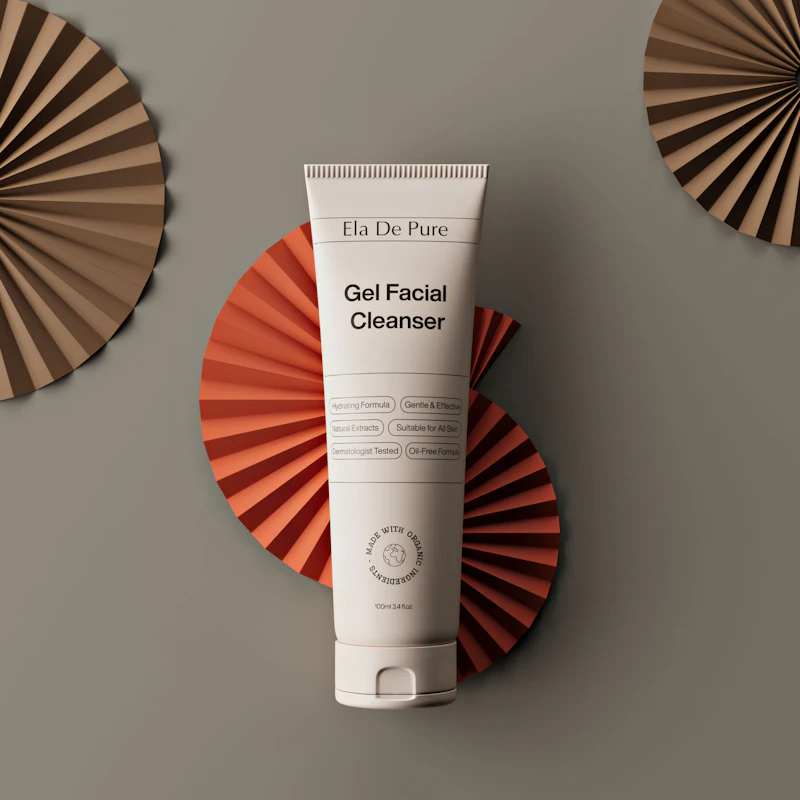 Ela De Pure
Gel Facial
Cleanser
Hydrating Formula
Gentle & Effective
Natural Extracts
Suitable for All Skin
Dermatologist Tested
Oil-Free Formula
MADE WITH ORGANIC INGREDIENTS
100ml 3.4 fl.oz